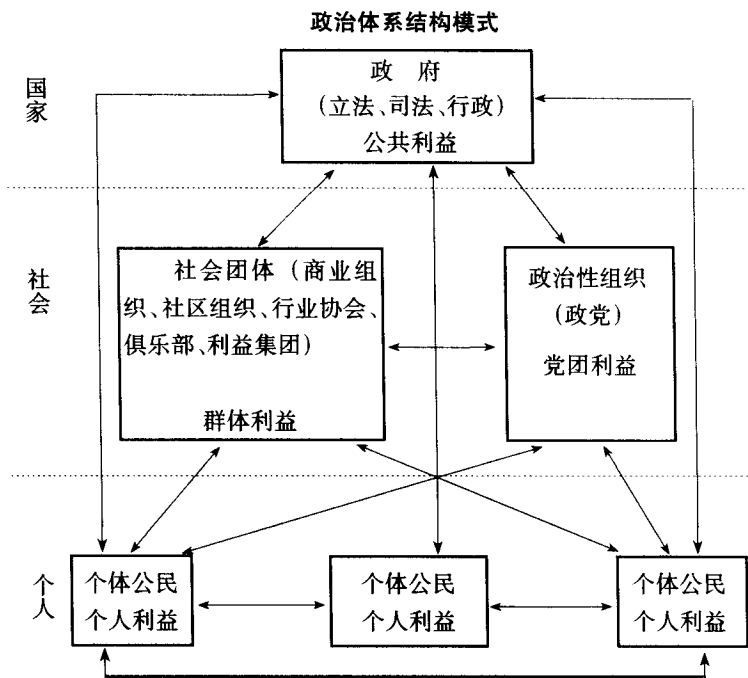 政治体系结构模式
国家
政 府
（立法、司法、行政）
公共利益
社会
社会团体（商业组
织、社区组织、行业协会、
俱乐部、利益集团）
群体利益
政治性组织
（政党）
党团利益
个人
个体公民
个人利益
个体公民
个人利益
个体公民
个人利益